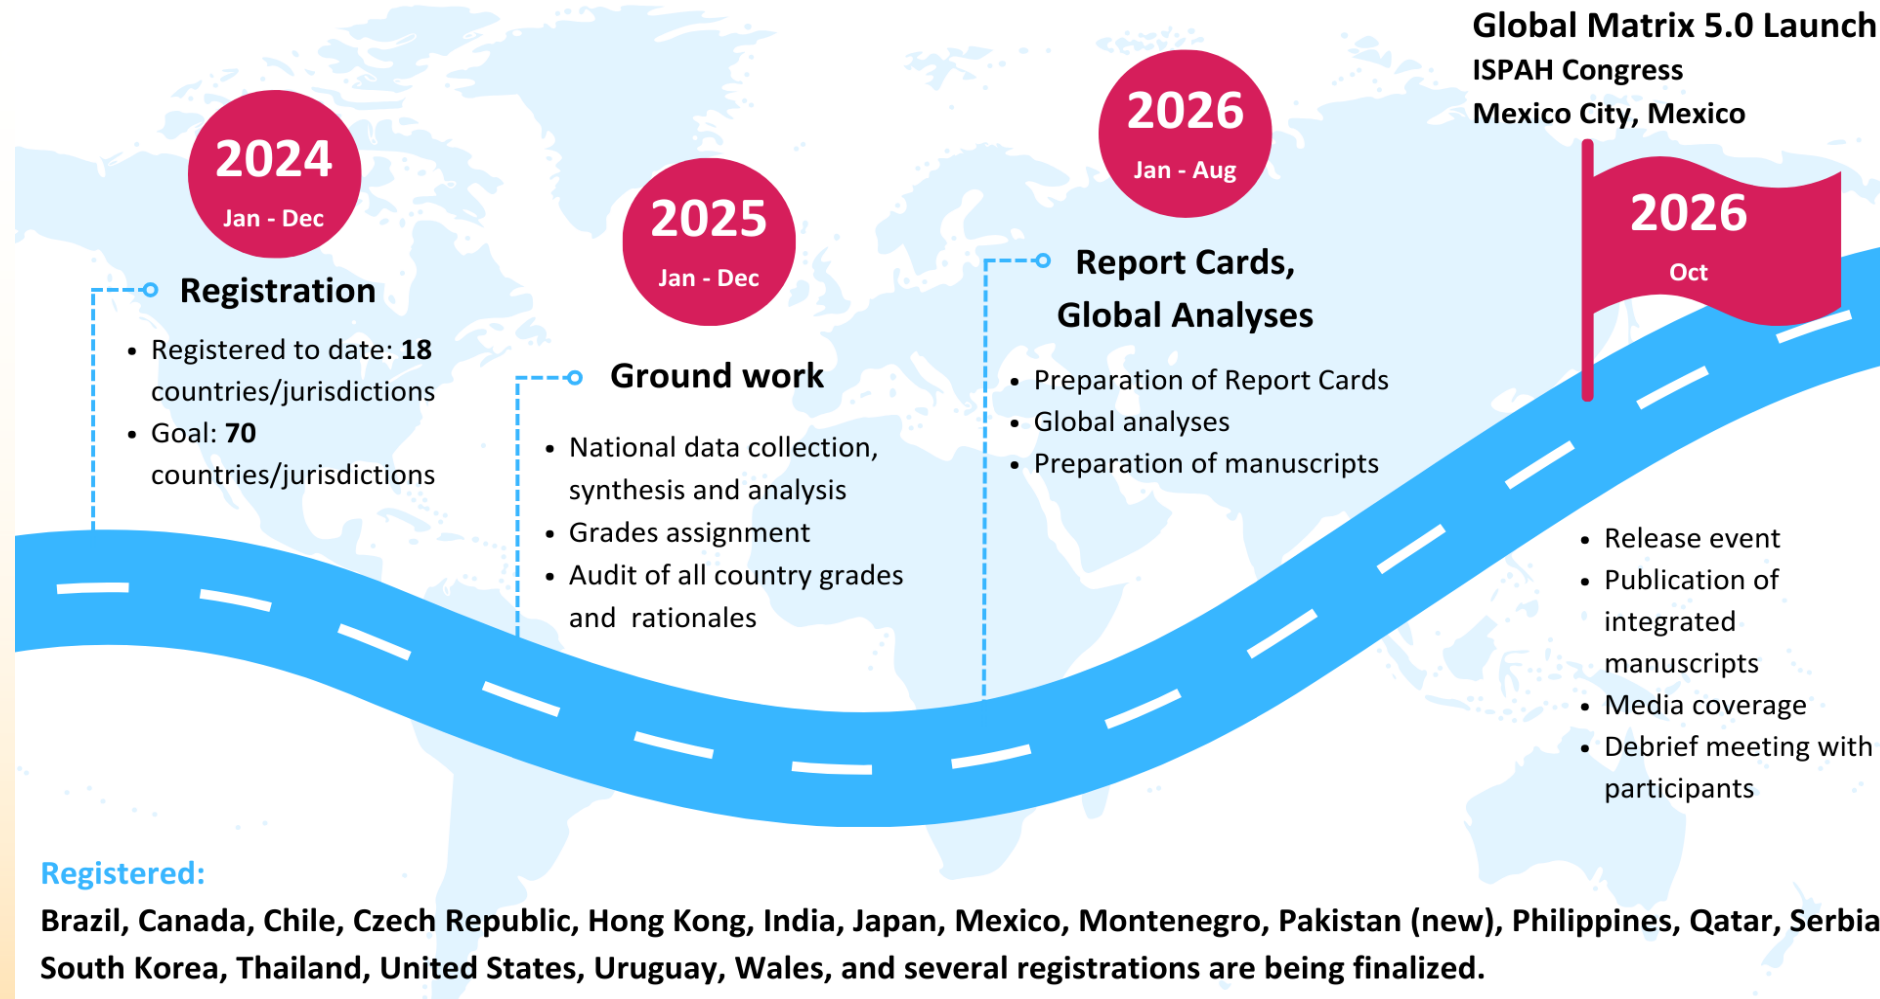 Global Matrix 5.0 Launch
ISPAH Congress
Mexico City, Mexico
2024
Jan - Dec
Registration
• Registered to date: 18
countries/jurisdictions
• Goal: 70
countries/jurisdictions
2025
Jan - Dec
Ground work
• National data collection,
synthesis and analysis
• Grades assignment
• Audit of all country grades
and  rationales
2026
Jan - Aug
Report Cards,
Global Analyses
• Preparation of Report Cards
• Global analyses
• Preparation of manuscripts
2026
Oct
• Release event
• Publication of
integrated
manuscripts
• Media coverage
• Debrief meeting with
participants
Registered:
Brazil, Canada, Chile, Czech Republic, Hong Kong, India, Japan, Mexico, Montenegro, Pakistan (new), Philippines, Qatar, Serbia
South Korea, Thailand, United States, Uruguay, Wales, and several registrations are being finalized.